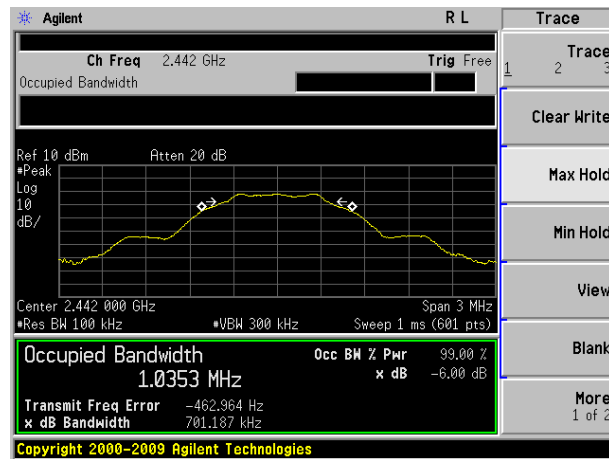 Agilent R L Trace
Ch Freq 2.442 GHz Trig Free
Occupied Bandwidth
Trace
1 2 3
Clear Write
Max Hold
Min Hold
View
Blank
More
1 of 2
Ref 10 dBm Atten 20 dB
#Peak
Log
10
dB/
Center 2.442 000 GHz Span 3 MHz
#Res BW 100 kHz #VBW 300 kHz Sweep 1 ms (601 pts)
Occupied Bandwidth Occ BW % Pwr 99.00 %
1.0353 MHz x dB -6.00 dB
Transmit Freq Error -462.964 Hz
x dB Bandwidth 701.187 kHz
Copyright 2000-2009 Agilent Technologies